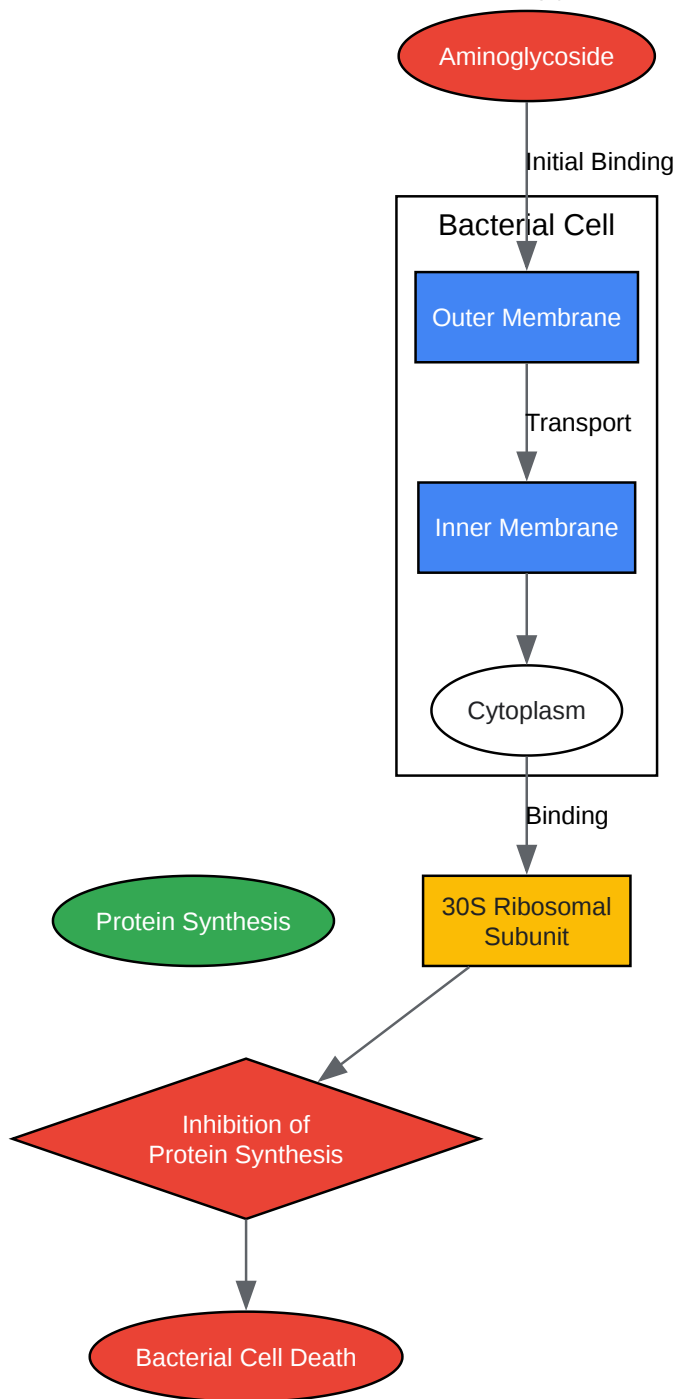 Aminoglycoside
Initial Binding
Bacterial Cell
Outer Membrane
Transport
Inner Membrane
Cytoplasm
Binding
Protein Synthesis
30S Ribosomal
Subunit
Inhibition of
Protein Synthesis
Bacterial Cell Death